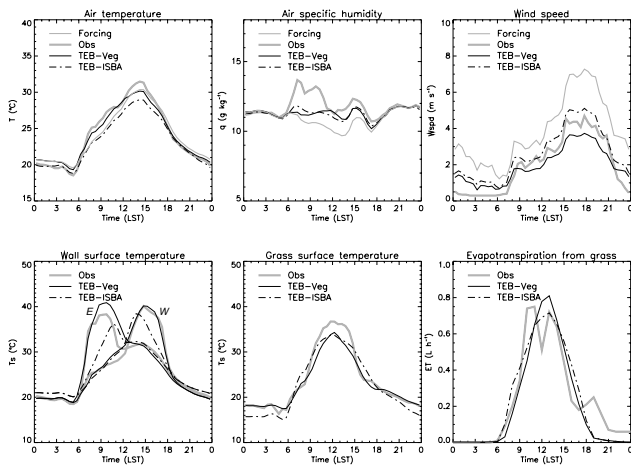 Air temperature
Forcing
Obs
TEB-Veg
TEB-ISBA
T (°C)
40
35
30
25
20
15
0 3 6 9 12 15 18 21 0
Time (LST)
Air specific humidity
Forcing
Obs
TEB-Veg
TEB-ISBA
q (g kg⁻¹)
15
10
5
0 3 6 9 12 15 18 21 0
Time (LST)
Wind speed
Forcing
Obs
TEB-Veg
TEB-ISBA
Wspd (m s⁻¹)
8
6
4
2
0
0 3 6 9 12 15 18 21 0
Time (LST)
Wall surface temperature
Obs
TEB-Veg
TEB-ISBA
E
W
Ts (°C)
50
40
30
20
10
0 3 6 9 12 15 18 21 0
Time (LST)
Grass surface temperature
Obs
TEB-Veg
TEB-ISBA
Ts (°C)
50
40
30
20
10
0 3 6 9 12 15 18 21 0
Time (LST)
Evapotranspiration from grass
Obs
TEB-Veg
TEB-ISBA
ET (L h⁻¹)
1.0
0.8
0.6
0.4
0.2
0.0
0 3 6 9 12 15 18 21 0
Time (LST)